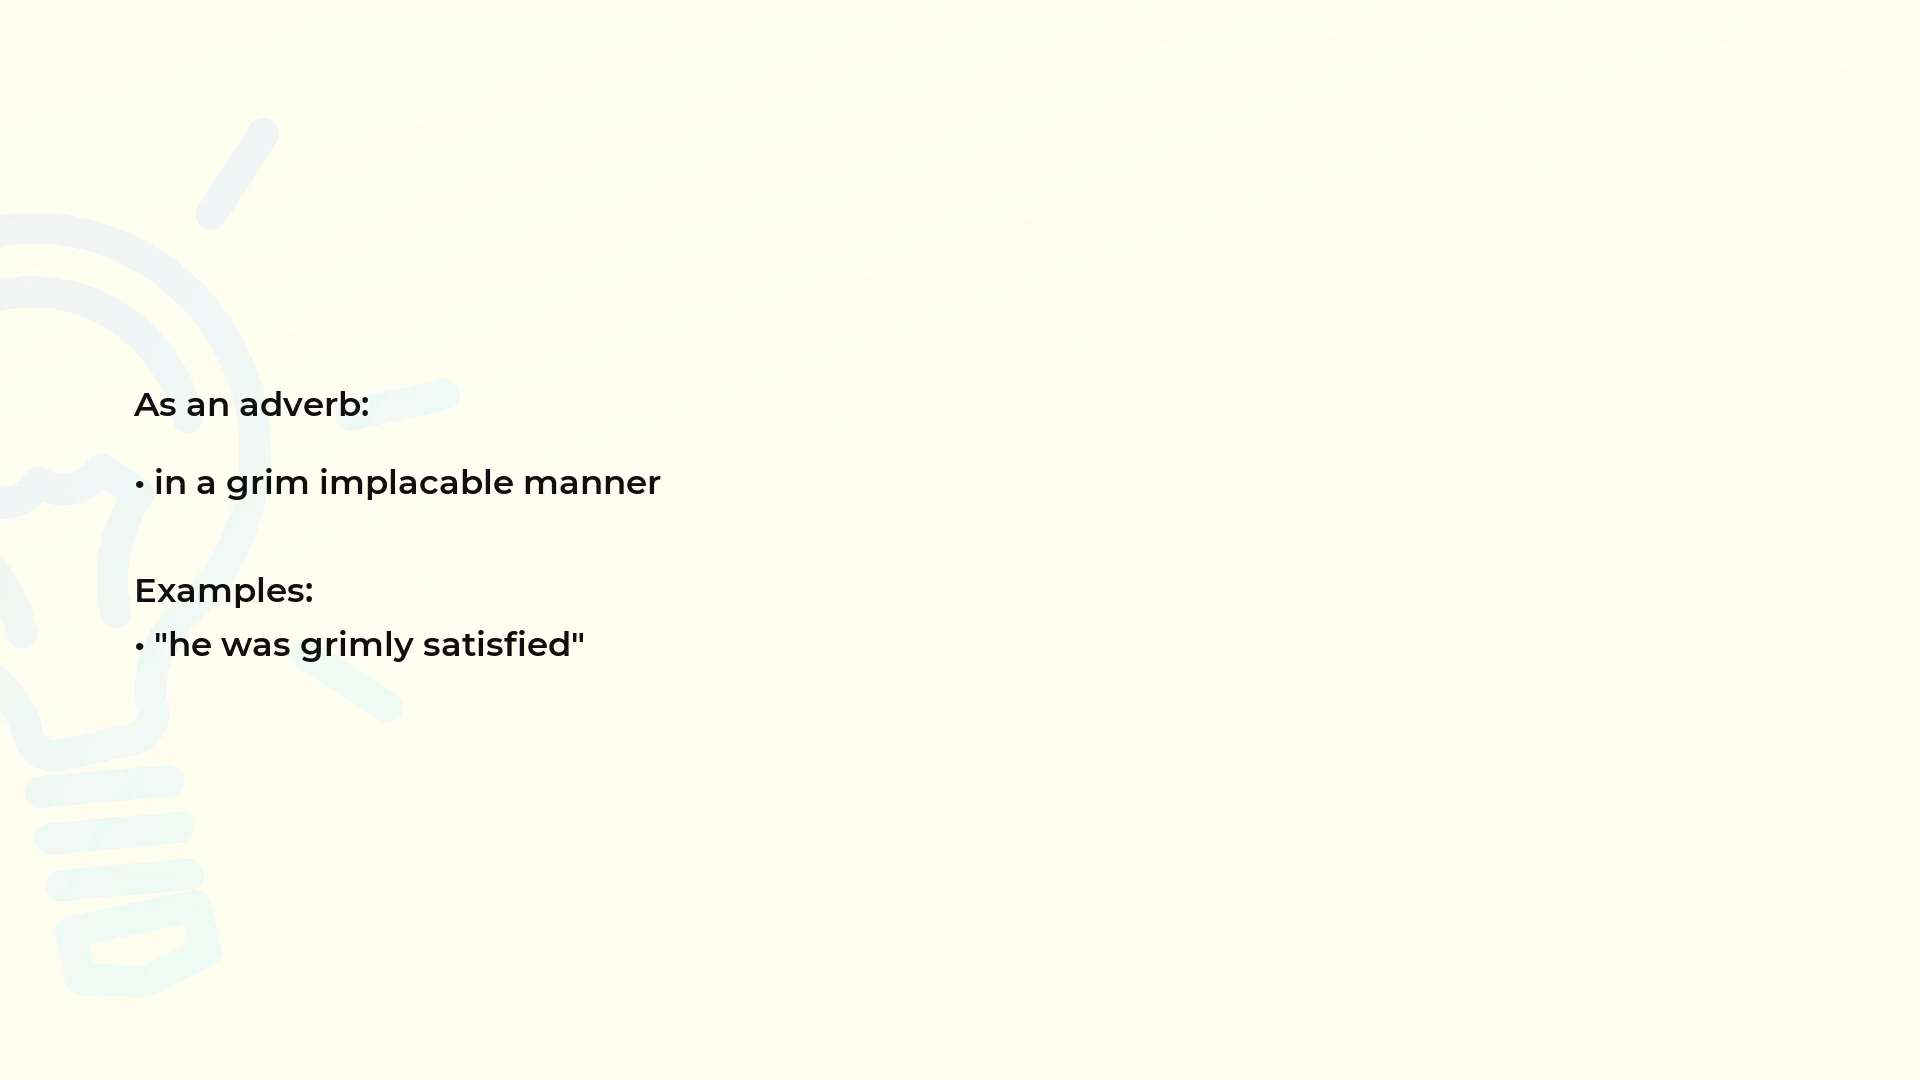 As an adverb:
• in a grim implacable manner
Examples:
• "he was grimly satisfied"